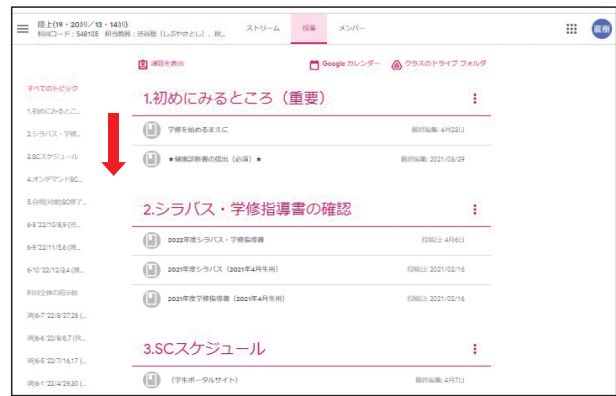 陸上(19・20カリ／13・14カリ)
科目コード：548105 担当教員：渋谷聡（しぶやさとし）、秋...
ストリーム
授業
メンバー
直樹
課題を表示
Google カレンダー
クラスのドライブ フォルダ
すべてのトピック
1.初めにみるとこ...
2.シラバス・学修...
3.SCスケジュール
4.オンデマンドSC...
6-8 '22/10/8,9 (
6-9 '22/11/5,6 (
6-10 '22/12/3,4 (
科目全体の掲示板
6-7 '22/8/27,28 (...
6-6 '22/8/6,7 (
6-5 '22/7/16,17 (...
6-1 '22/4/29,30 (...
1.初めにみるところ（重要）
学修を始めるまえに
最終編集: 4月23日
★健康診断書の提出（必須）★
最終編集: 2021/03/29
2.シラバス・学修指導書の確認
2022年度シラバス・学修指導書
投稿日: 4月6日
2021年度シラバス（2021年4月生用）
投稿日: 2021/02/16
2021年度学修指導書（2021年4月生用）
投稿日: 2021/02/16
3.SCスケジュール
（学生ポータルサイト）
最終編集: 4月7日